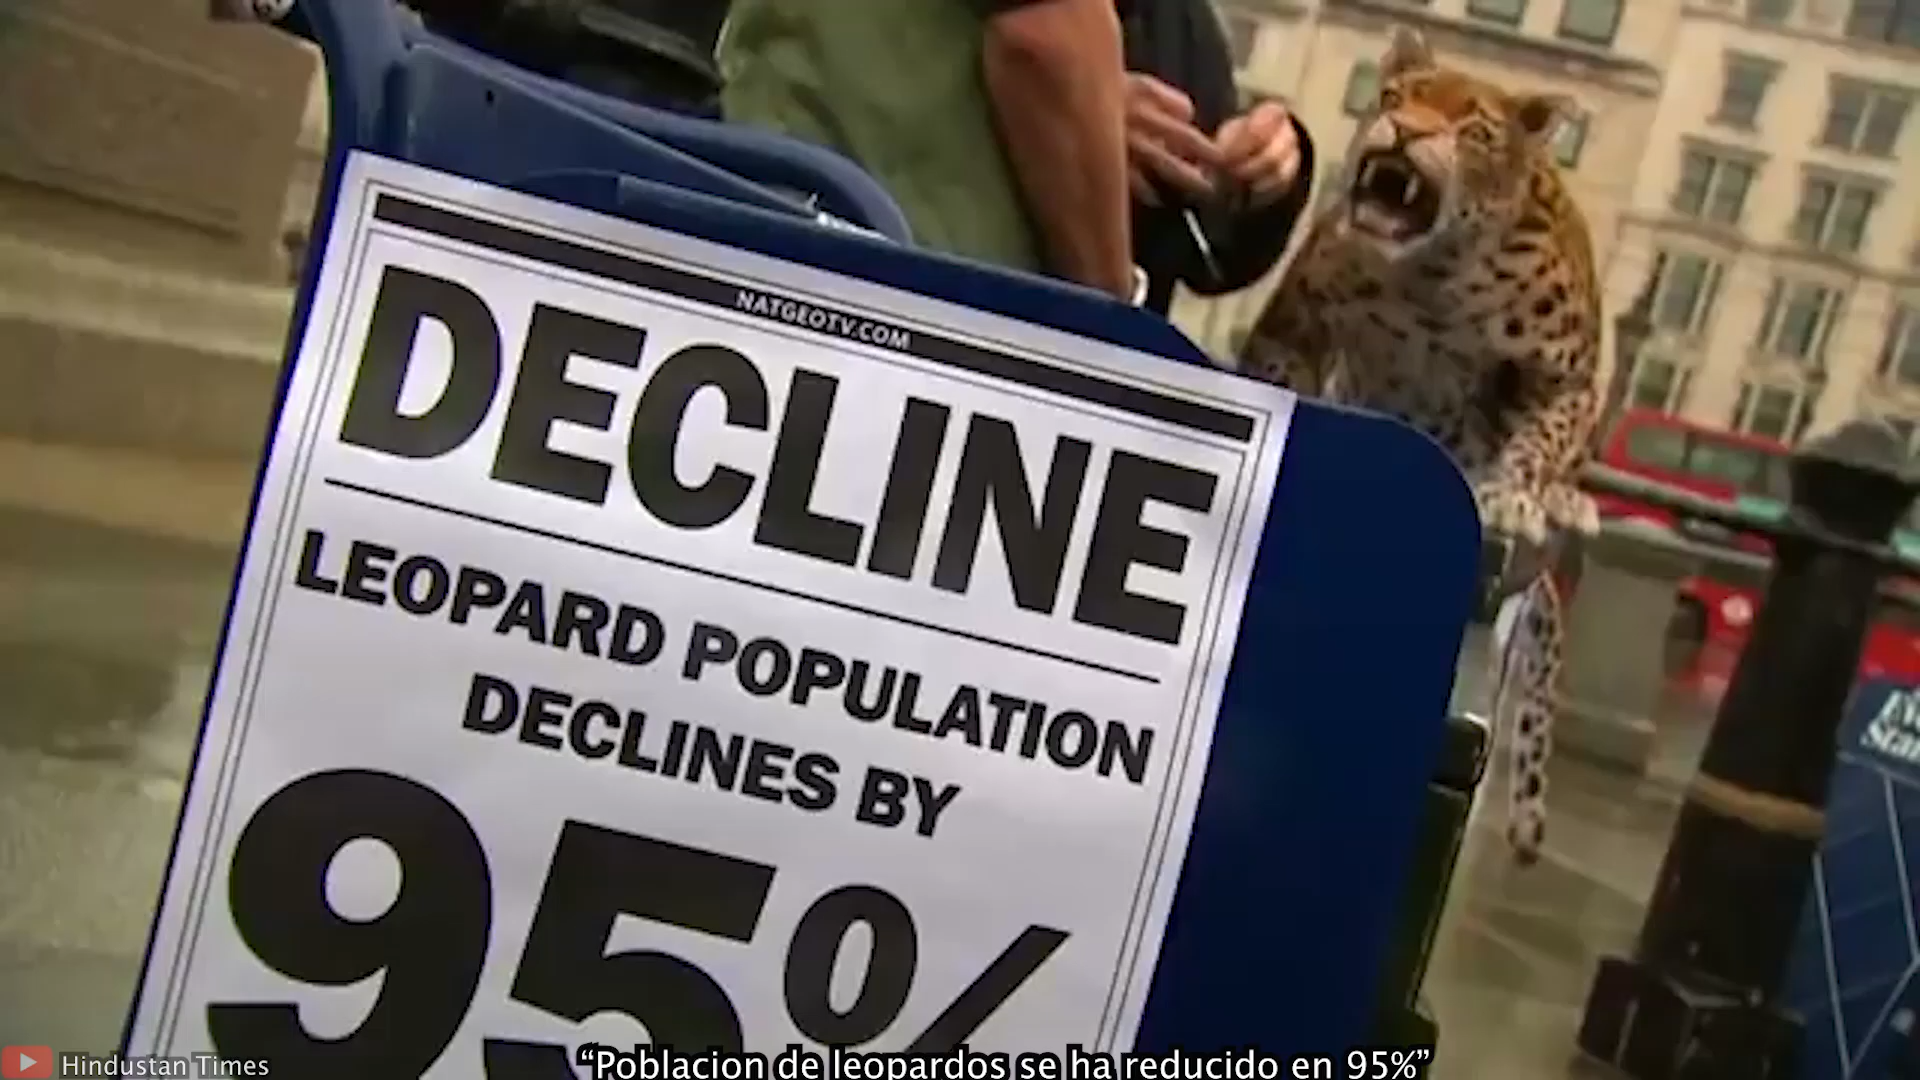 NATGEOTV.COM
DECLINE
LEOPARD POPULATION
DECLINES BY
95%
Hindustan Times
“Poblacion de leopardos se ha reducido en 95%”